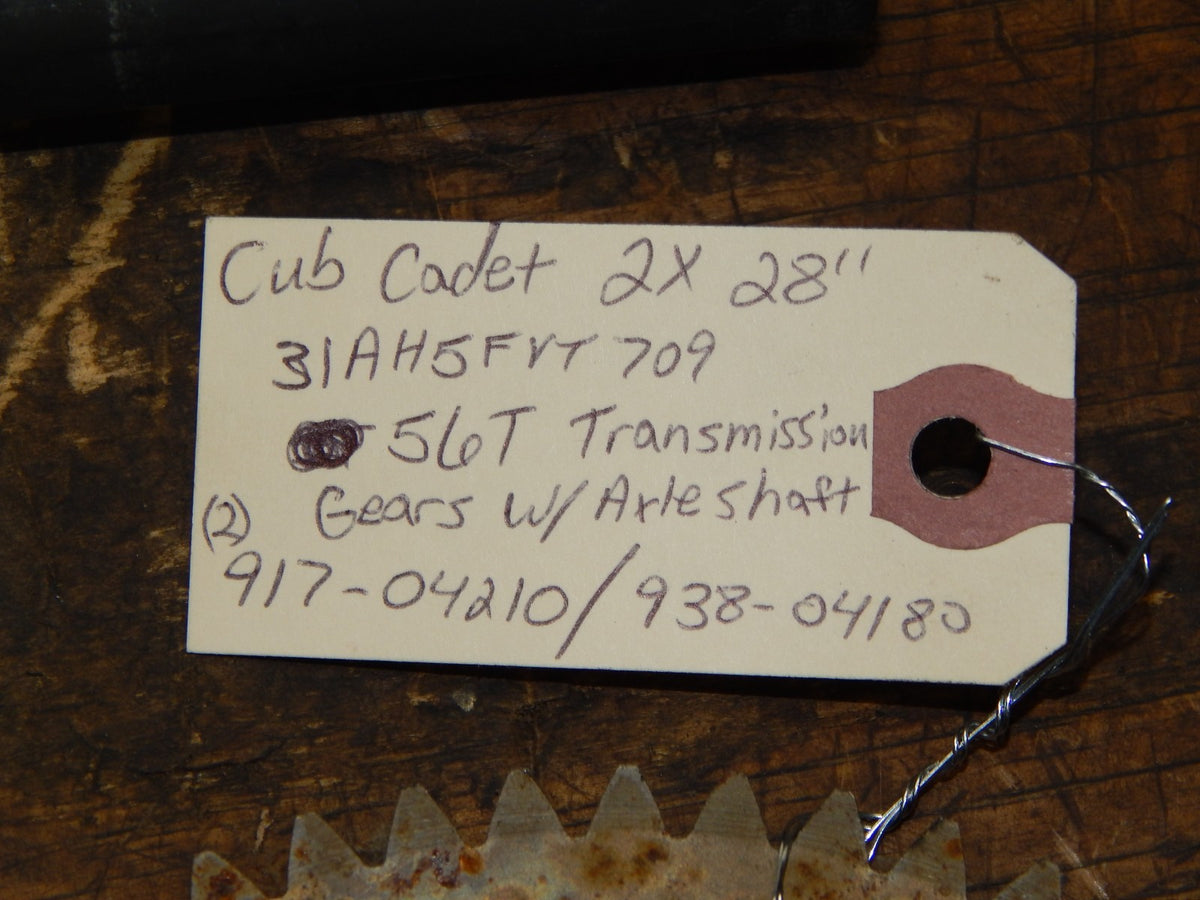 Cub Cadet 2X 28"
31AH5FVT709
56T Transmission
Gears w/ Axleshaft
(2) 917-04210/938-04180